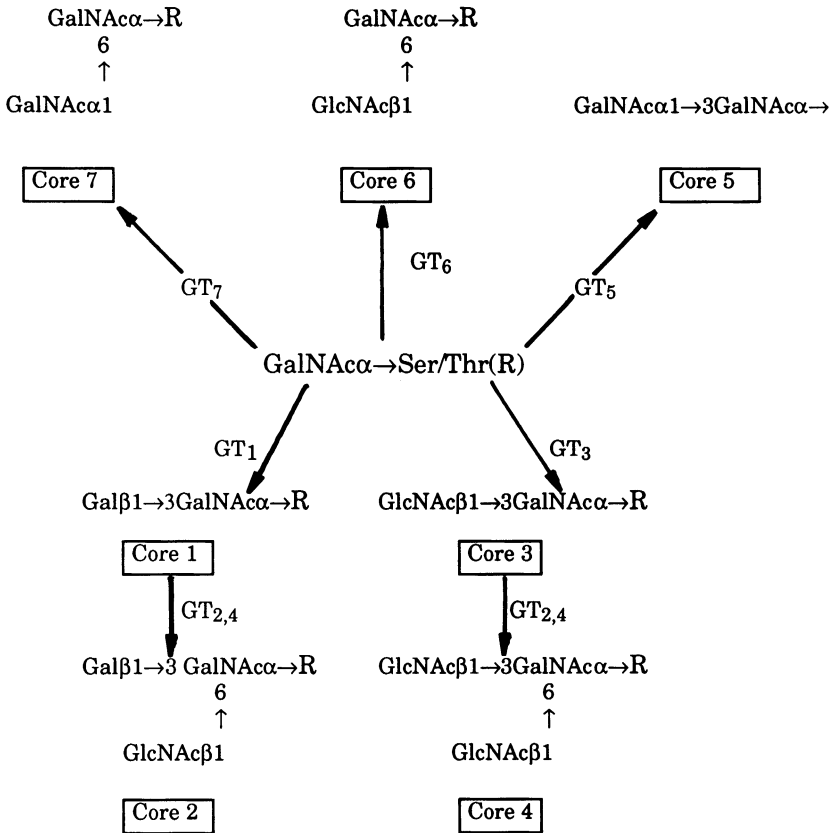 GalNAcα→R GalNAcα→R
6 6
↑ ↑
GalNAcα1 GlcNAcβ1 GalNAcα1→3GalNAcα→
Core 7 Core 6 Core 5
GT6
GT7 GT5
GalNAcα→Ser/Thr(R)
GT1 GT3
Galβ1→3GalNAcα→R GlcNAcβ1→3GalNAcα→R
Core 1 Core 3
GT2,4 GT2,4
Galβ1→3 GalNAcα→R GlcNAcβ1→3GalNAcα→R
6 6
↑ ↑
GlcNAcβ1 GlcNAcβ1
Core 2 Core 4